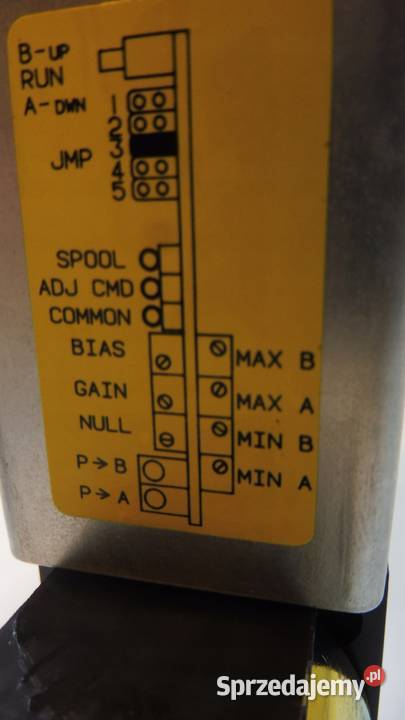 B-UP
RUN
A-DWN
1
2
3
4
5
JMP
SPOOL
ADJ CMD
COMMON
BIAS
MAX B
GAIN
MAX A
NULL
MIN B
P→B
MIN A
P→A
Sprzedajemy.pl